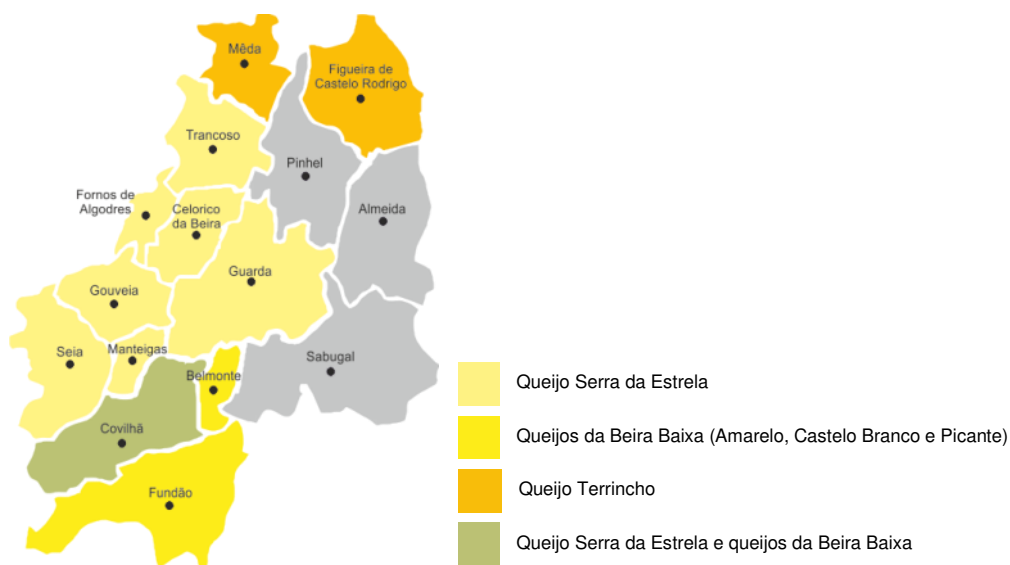 Mêda
Figueira de
Castelo Rodrigo
Trancoso
Pinhel
Fornos de
Algodres
Celorico
da Beira
Almeida
Guarda
Gouveia
Seia
Manteigas
Sabugal
Belmonte
Covilhã
Fundão
Queijo Serra da Estrela
Queijos da Beira Baixa (Amarelo, Castelo Branco e Picante)
Queijo Terrincho
Queijo Serra da Estrela e queijos da Beira Baixa